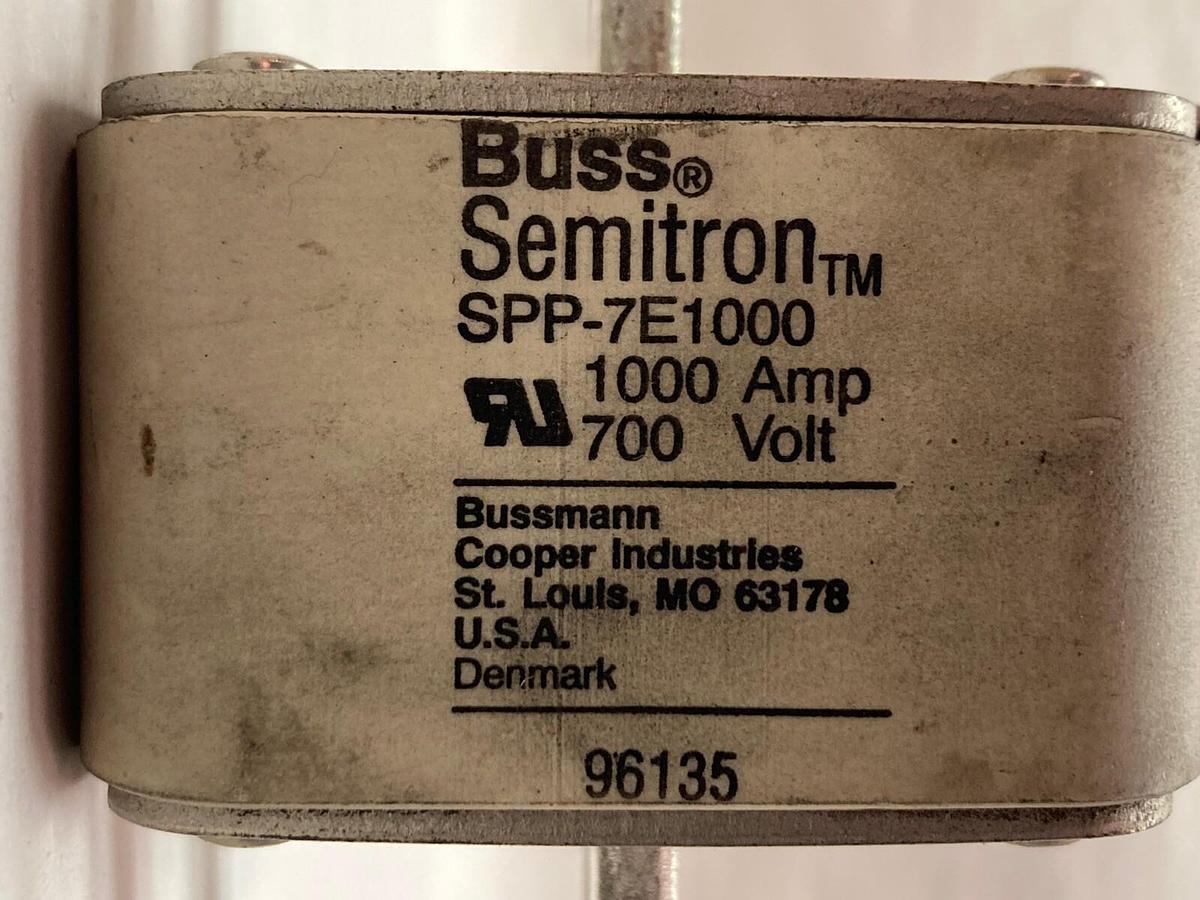 Buss®
Semitron™
SPP-7E1000
1000 Amp
700 Volt
Bussmann
Cooper Industries
St. Louis, MO 63178
U.S.A.
Denmark
96135